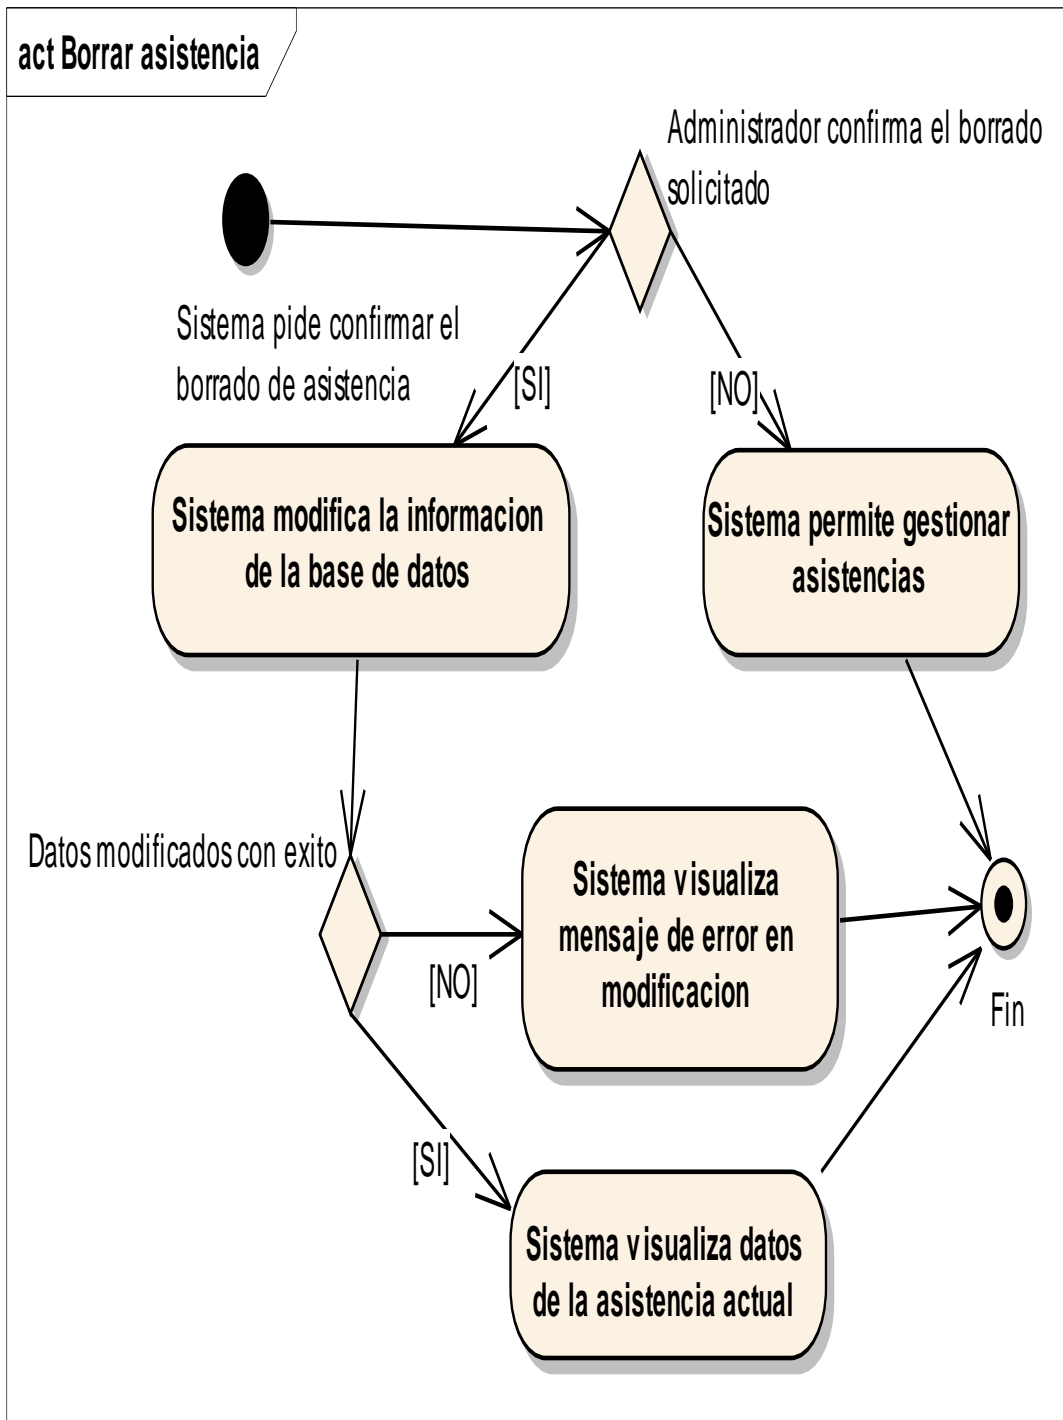 act Borrar asistencia
Administrador confirma el borrado
solicitado
Sistema pide confirmar el
borrado de asistencia
[SI]
[NO]
Sistema modifica la informacion
de la base de datos
Sistema permite gestionar
asistencias
Datos modificados con exito
[NO]
Sistema visualiza
mensaje de error en
modificacion
Fin
[SI]
Sistema visualiza datos
de la asistencia actual